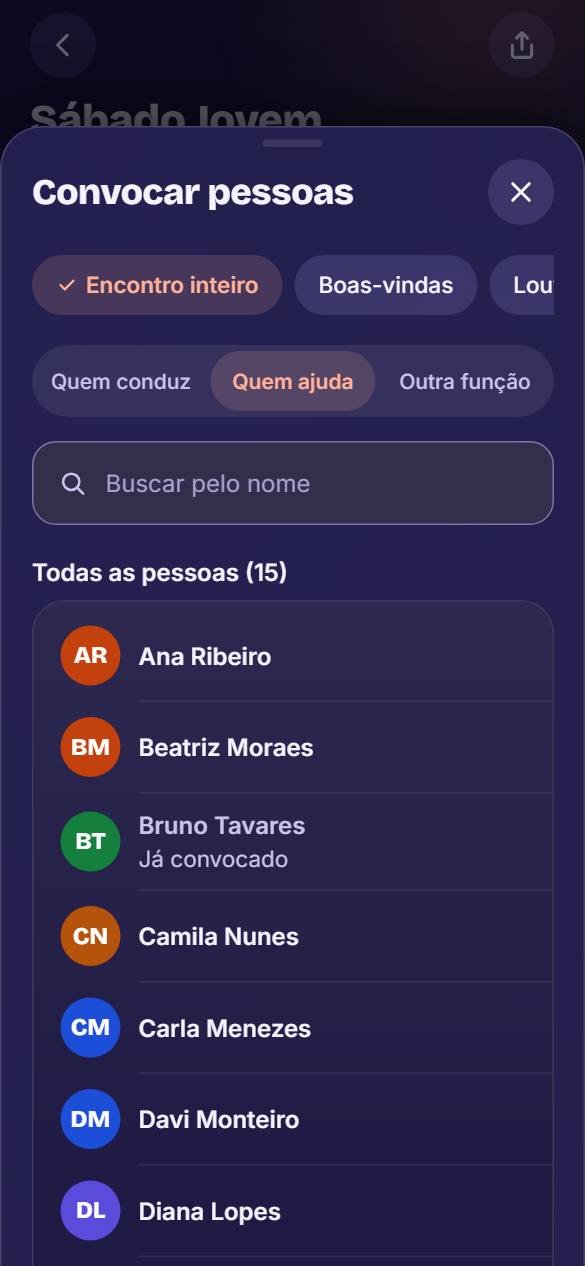 Sábado Jovem
Convocar pessoas
Encontro inteiro
Boas-vindas
Quem conduz
Quem ajuda
Outra função
Buscar pelo nome
Todas as pessoas (15)
AR
Ana Ribeiro
BM
Beatriz Moraes
BT
Bruno Tavares
Já convocado
CN
Camila Nunes
CM
Carla Menezes
DM
Davi Monteiro
DL
Diana Lopes